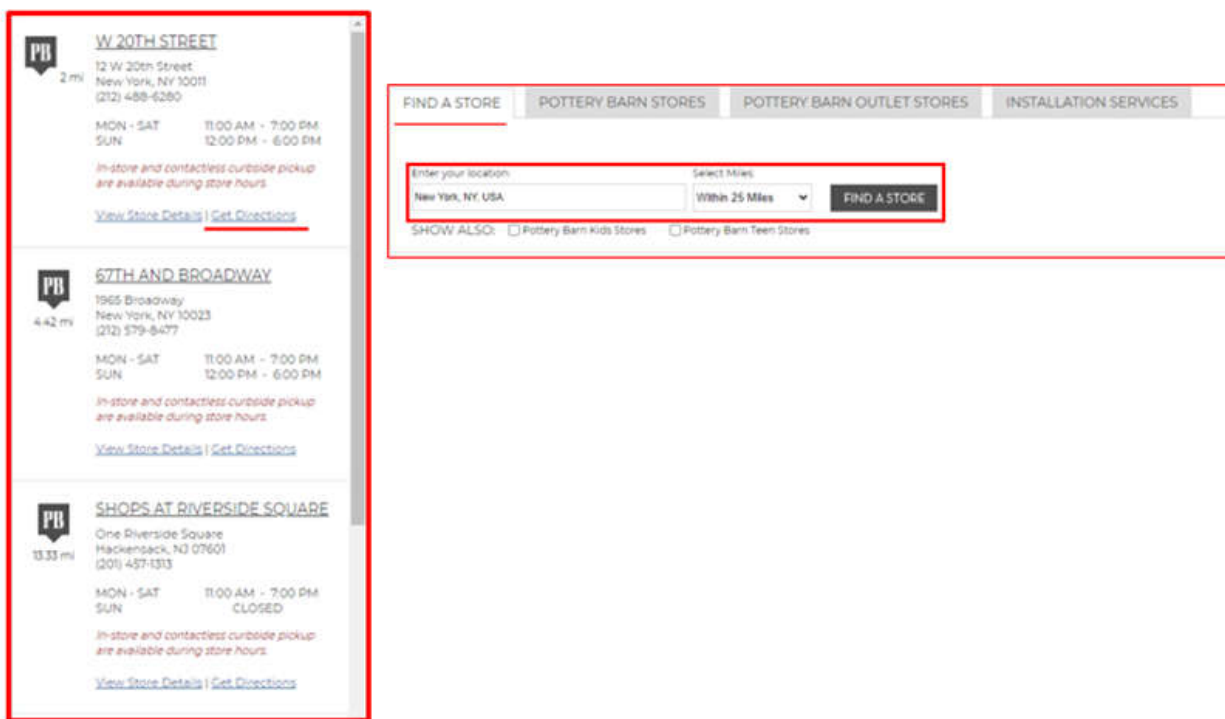 PB
2 mi
W 20TH STREET
12 W 20th Street
New York, NY 10011
(212) 488-6280
MON - SAT 11:00 AM - 7:00 PM
SUN 12:00 PM - 6:00 PM
In-store and contactless curbside pickup
are available during store hours.
View Store Details | Get Directions
PB
4.42 mi
67TH AND BROADWAY
1965 Broadway
New York, NY 10023
(212) 579-8477
MON - SAT 11:00 AM - 7:00 PM
SUN 12:00 PM - 6:00 PM
In-store and contactless curbside pickup
are available during store hours.
View Store Details | Get Directions
PB
13.33 mi
SHOPS AT RIVERSIDE SQUARE
One Riverside Square
Hackensack, NJ 07601
(201) 457-1313
MON - SAT 11:00 AM - 7:00 PM
SUN CLOSED
In-store and contactless curbside pickup
are available during store hours.
View Store Details | Get Directions
FIND A STORE POTTERY BARN STORES POTTERY BARN OUTLET STORES INSTALLATION SERVICES
Enter your location Select Miles
New York, NY, USA Within 25 Miles FIND A STORE
SHOW ALSO: Pottery Barn Kids Stores Pottery Barn Teen Stores